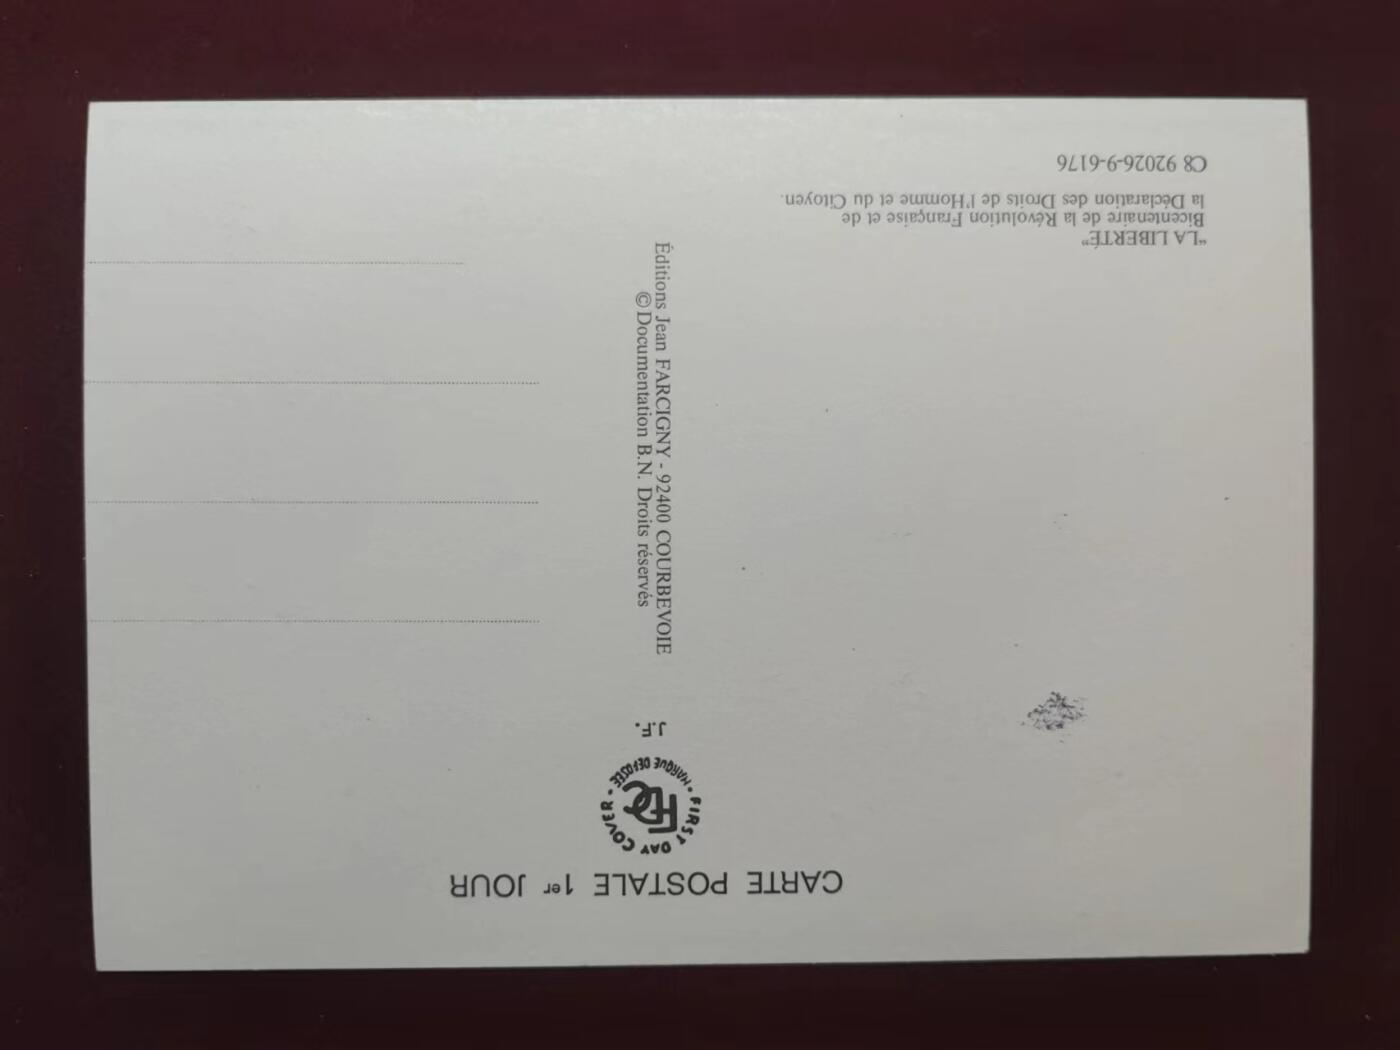 CARTE POSTALE 1er JOUR
FIRST DAY COVER - MARQUE DÉPOSÉE -
FDC
J.F.
Éditions Jean FARCIGNY - 92400 COURBEVOIE
©Documentation B.N. Droits réservés
“LA LIBERTÉ”
Bicentenaire de la Révolution Française et de
la Déclaration des Droits de l'Homme et du Citoyen.
C8 92026-9-6176